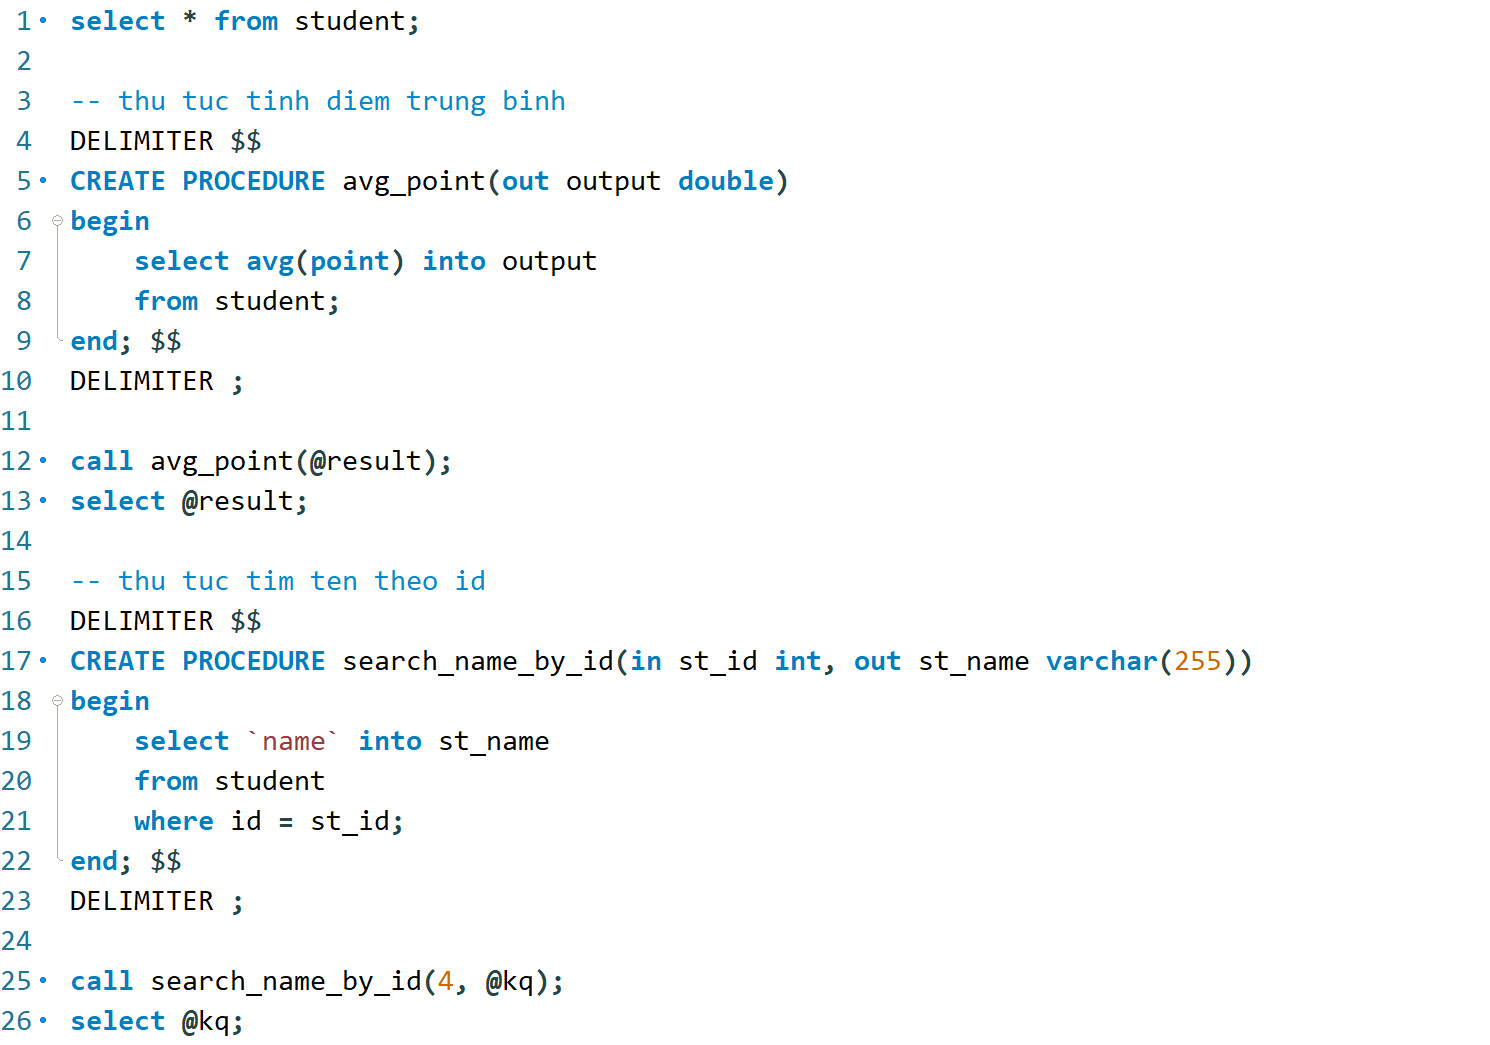 1 select * from student;
2
3 -- thu tuc tinh diem trung binh
4 DELIMITER $$
5 CREATE PROCEDURE avg_point(out output double)
6 begin
7     select avg(point) into output
8     from student;
9 end; $$
10 DELIMITER ;
11
12 call avg_point(@result);
13 select @result;
14
15 -- thu tuc tim ten theo id
16 DELIMITER $$
17 CREATE PROCEDURE search_name_by_id(in st_id int, out st_name varchar(255))
18 begin
19     select `name` into st_name
20     from student
21     where id = st_id;
22 end; $$
23 DELIMITER ;
24
25 call search_name_by_id(4, @kq);
26 select @kq;